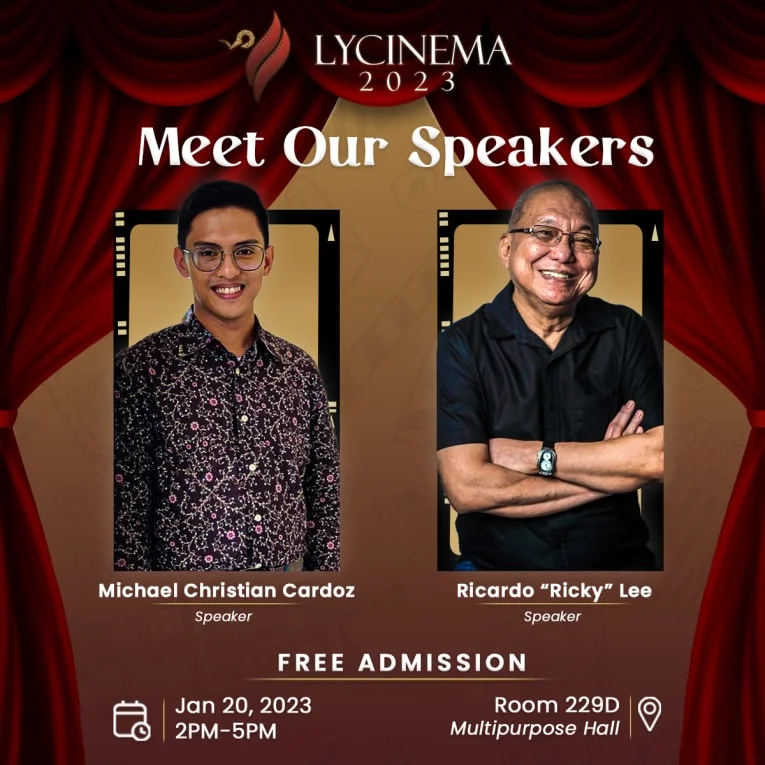 LYCINEMA
2023
Meet Our Speakers
Michael Christian Cardoz
Speaker
Ricardo “Ricky” Lee
Speaker
FREE ADMISSION
Jan 20, 2023
2PM-5PM
Room 229D
Multipurpose Hall